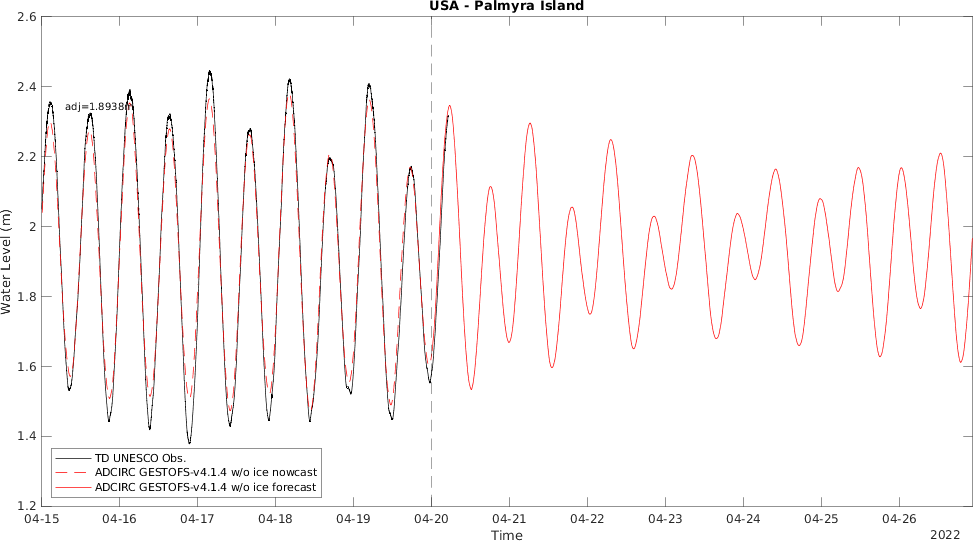 USA - Palmyra Island
2.6
2.4
adj=1.8938m
2.2
2
1.8
1.6
1.4
1.2
Water Level (m)
TD UNESCO Obs.
ADCIRC GESTOFS-v4.1.4 w/o ice nowcast
ADCIRC GESTOFS-v4.1.4 w/o ice forecast
04-15 04-16 04-17 04-18 04-19 04-20 04-21 04-22 04-23 04-24 04-25 04-26
Time
2022